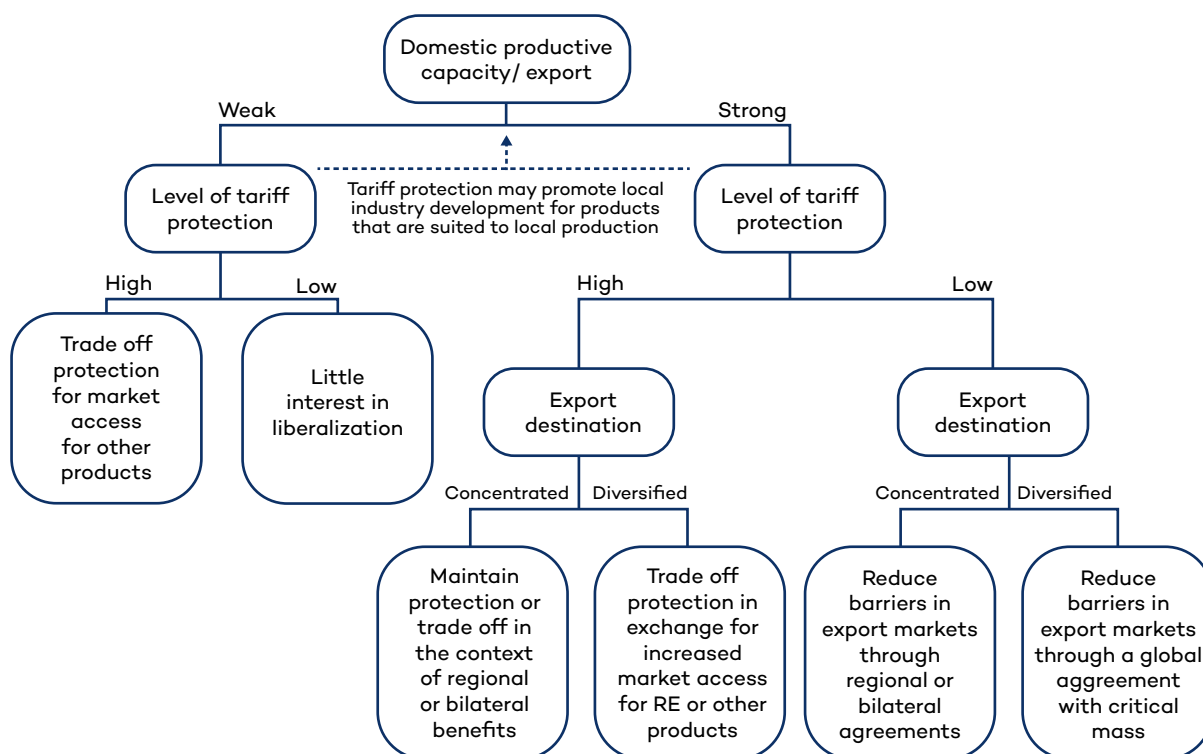 Domestic productive
capacity/ export
Weak
Strong
Level of tariff
protection
Tariff protection may promote local
industry development for products
that are suited to local production
Level of tariff
protection
High
Low
High
Low
Trade off
protection
for market
access
for other
products
Little
interest in
liberalization
Export
destination
Export
destination
Concentrated
Diversified
Concentrated
Diversified
Maintain
protection or
trade off in
the context
of regional
or bilateral
benefits
Trade off
protection in
exchange for
increased
market access
for RE or other
products
Reduce
barriers in
export markets
through
regional or
bilateral
agreements
Reduce
barriers in
export markets
through a global
aggreement
with critical
mass